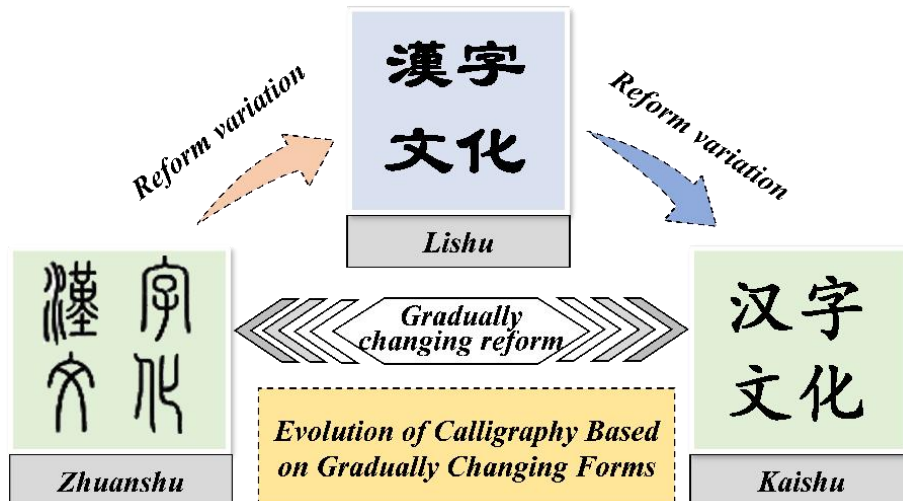 Reform variation
漢字
文化
Lishu
Reform variation
漢字
文化
Zhuanshu
Gradually
changing reform
汉字
文化
Kaishu
Evolution of Calligraphy Based
on Gradually Changing Forms